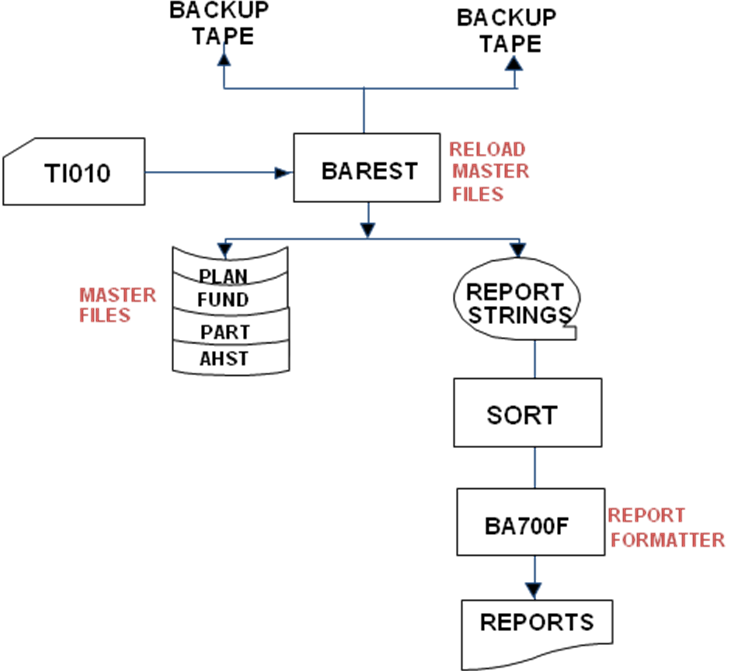 BACKUP
TAPE
BACKUP
TAPE
TI010
BAREST
RELOAD
MASTER
FILES
MASTER
FILES
PLAN
FUND
PART
AHST
REPORT
STRINGS
SORT
BA700F
REPORT
FORMATTER
REPORTS